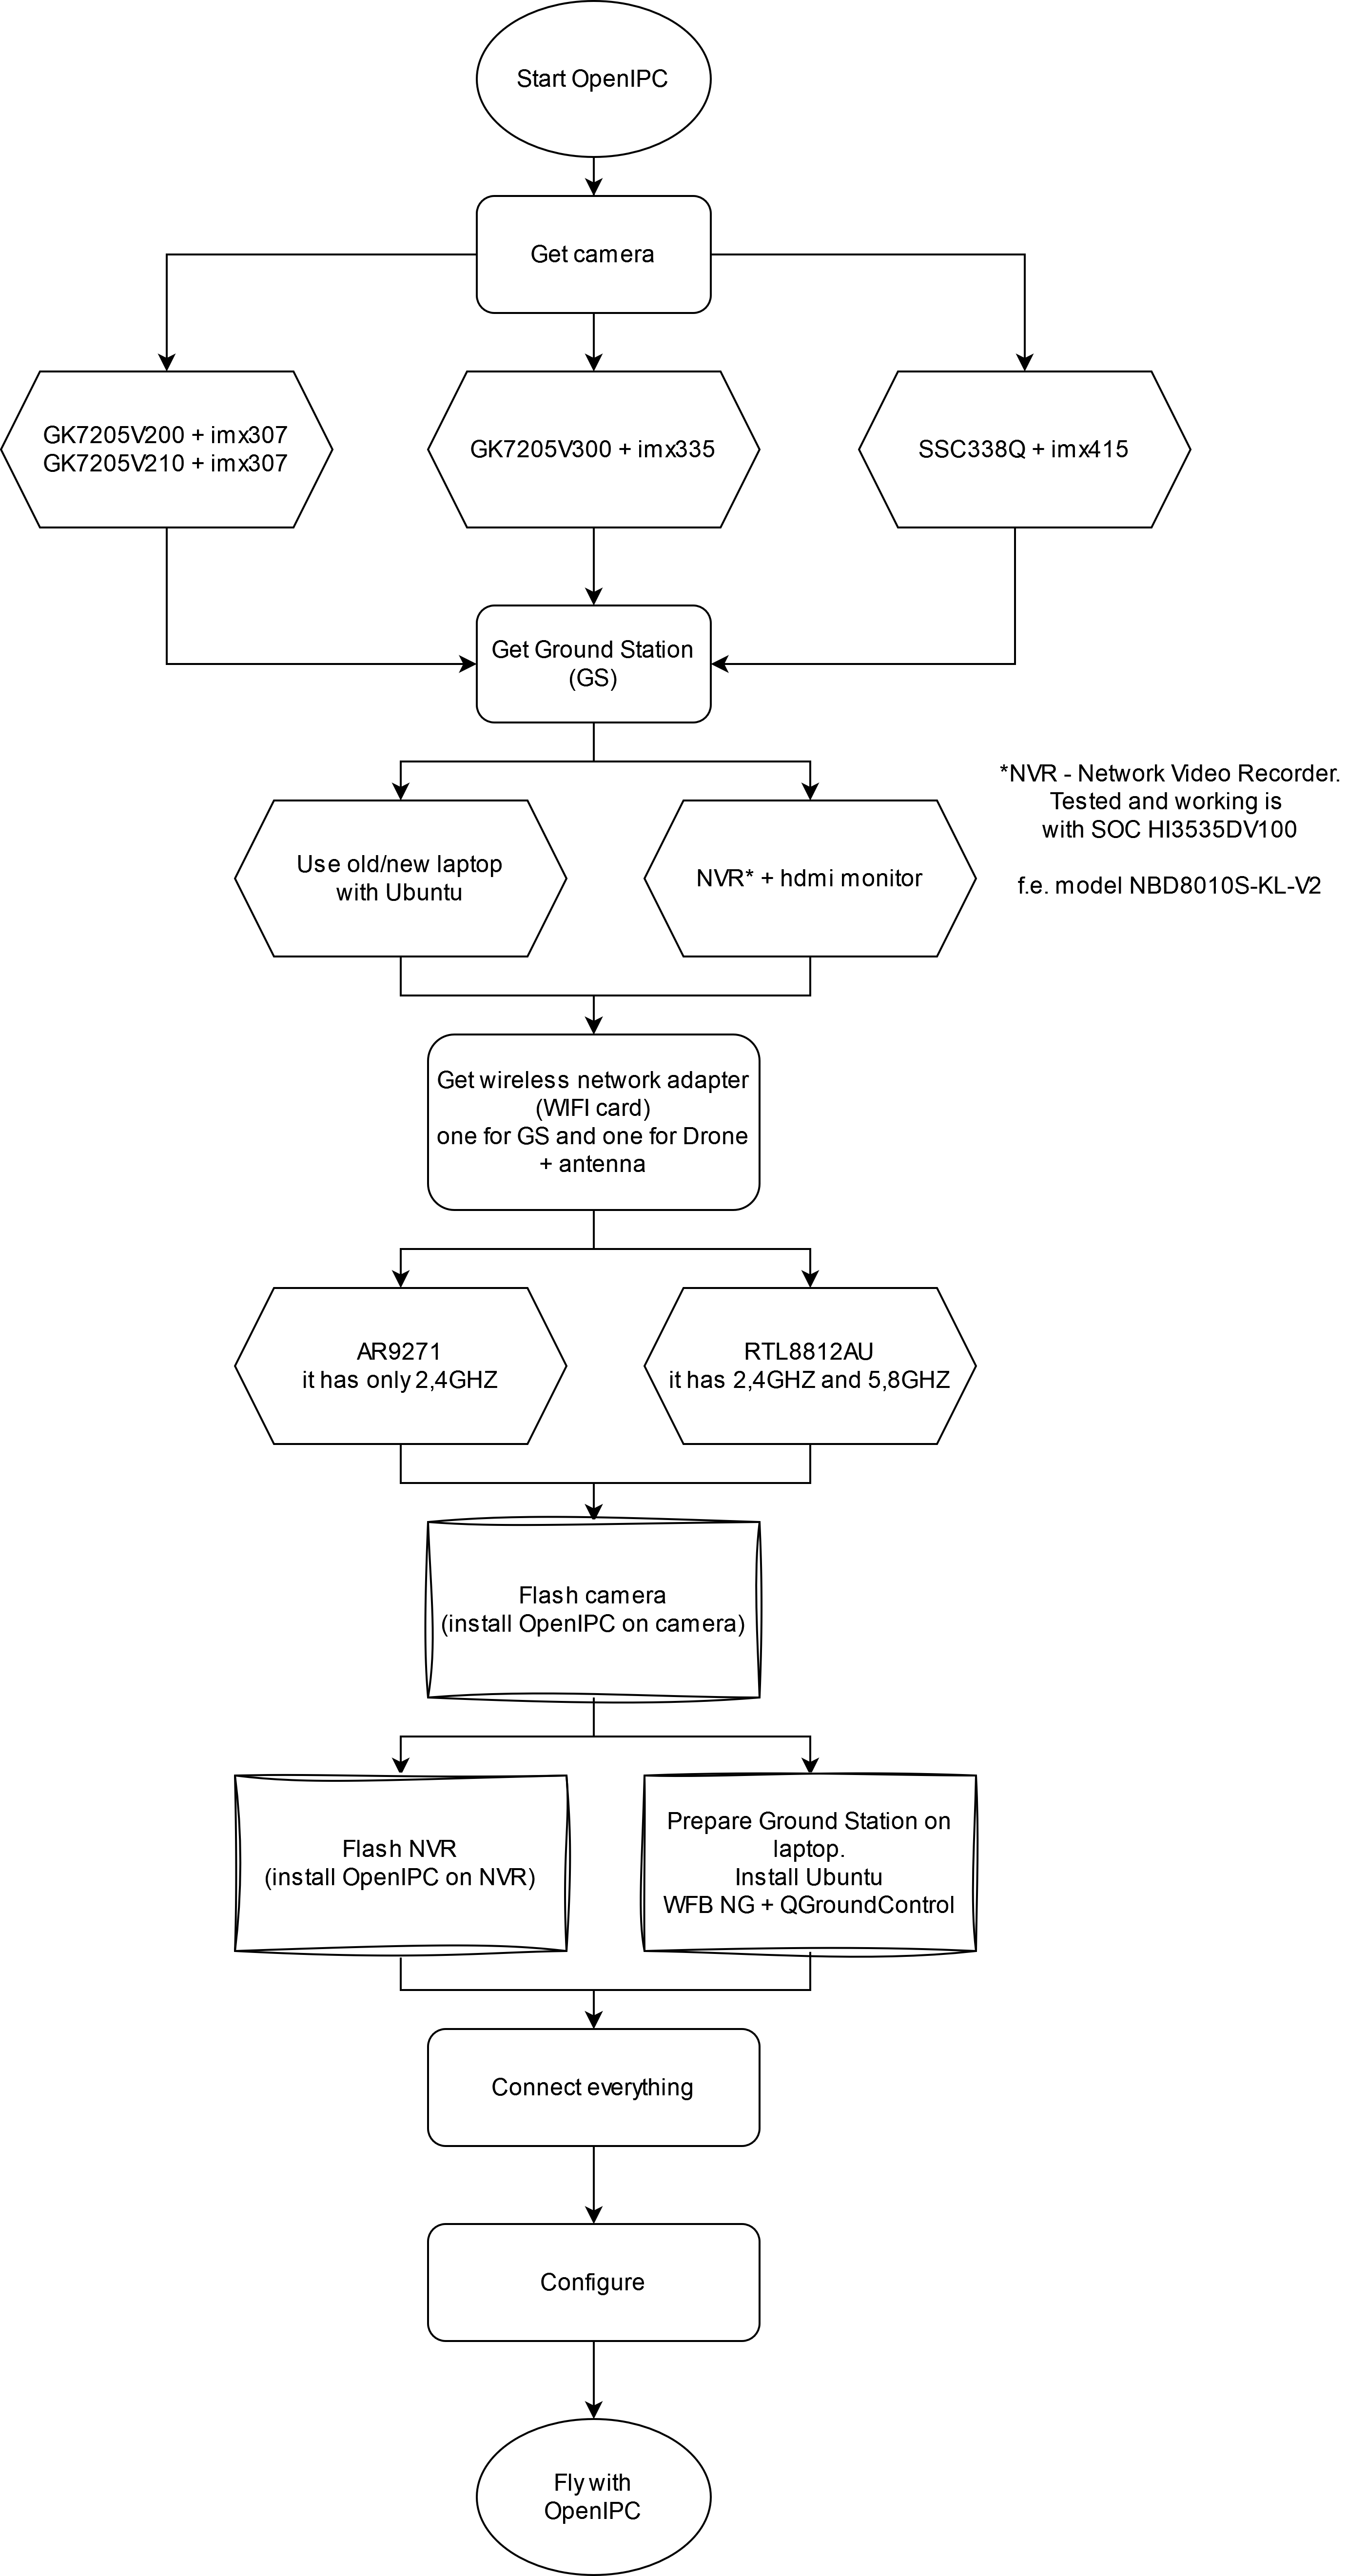 Start OpenIPC
Get camera
GK7205V200 + imx307
GK7205V210 + imx307
GK7205V300 + imx335
SSC338Q + imx415
Get Ground Station
(GS)
*NVR - Network Video Recorder.
Tested and working is
with SOC HI3535DV100
f.e. model NBD8010S-KL-V2
Use old/new laptop
with Ubuntu
NVR* + hdmi monitor
Get wireless network adapter
(WIFI card)
one for GS and one for Drone
+ antenna
AR9271
it has only 2,4GHZ
RTL8812AU
it has 2,4GHZ and 5,8GHZ
Flash camera
(install OpenIPC on camera)
Flash NVR
(install OpenIPC on NVR)
Prepare Ground Station on
laptop.
Install Ubuntu
WFB NG + QGroundControl
Connect everything
Configure
Fly with
OpenIPC